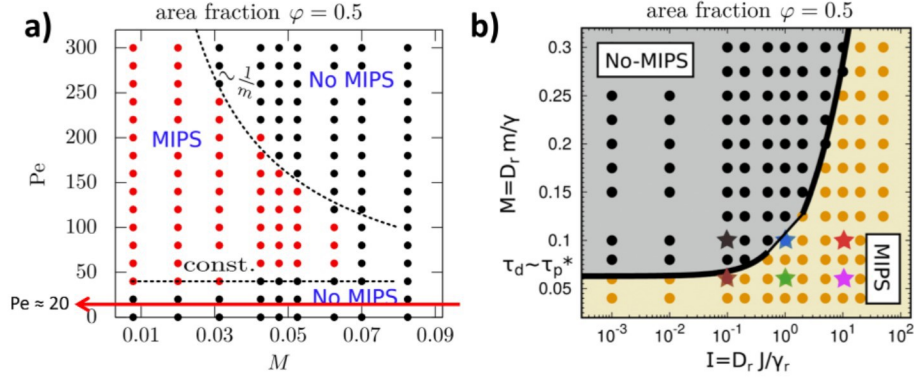 a)
area fraction φ = 0.5
300
250
200
150
100
50
0
Pe
Pe ≈ 20
MIPS
No MIPS
~ 1/m
const.
No MIPS
0.01 0.03 0.05 0.07 0.09
M
b)
area fraction φ = 0.5
No-MIPS
0.3
0.25
0.2
0.15
0.1
τd~τp*
0.05
M=Dr m/γ
MIPS
10-3 10-2 10-1 100 101 102
I=Dr J/γr